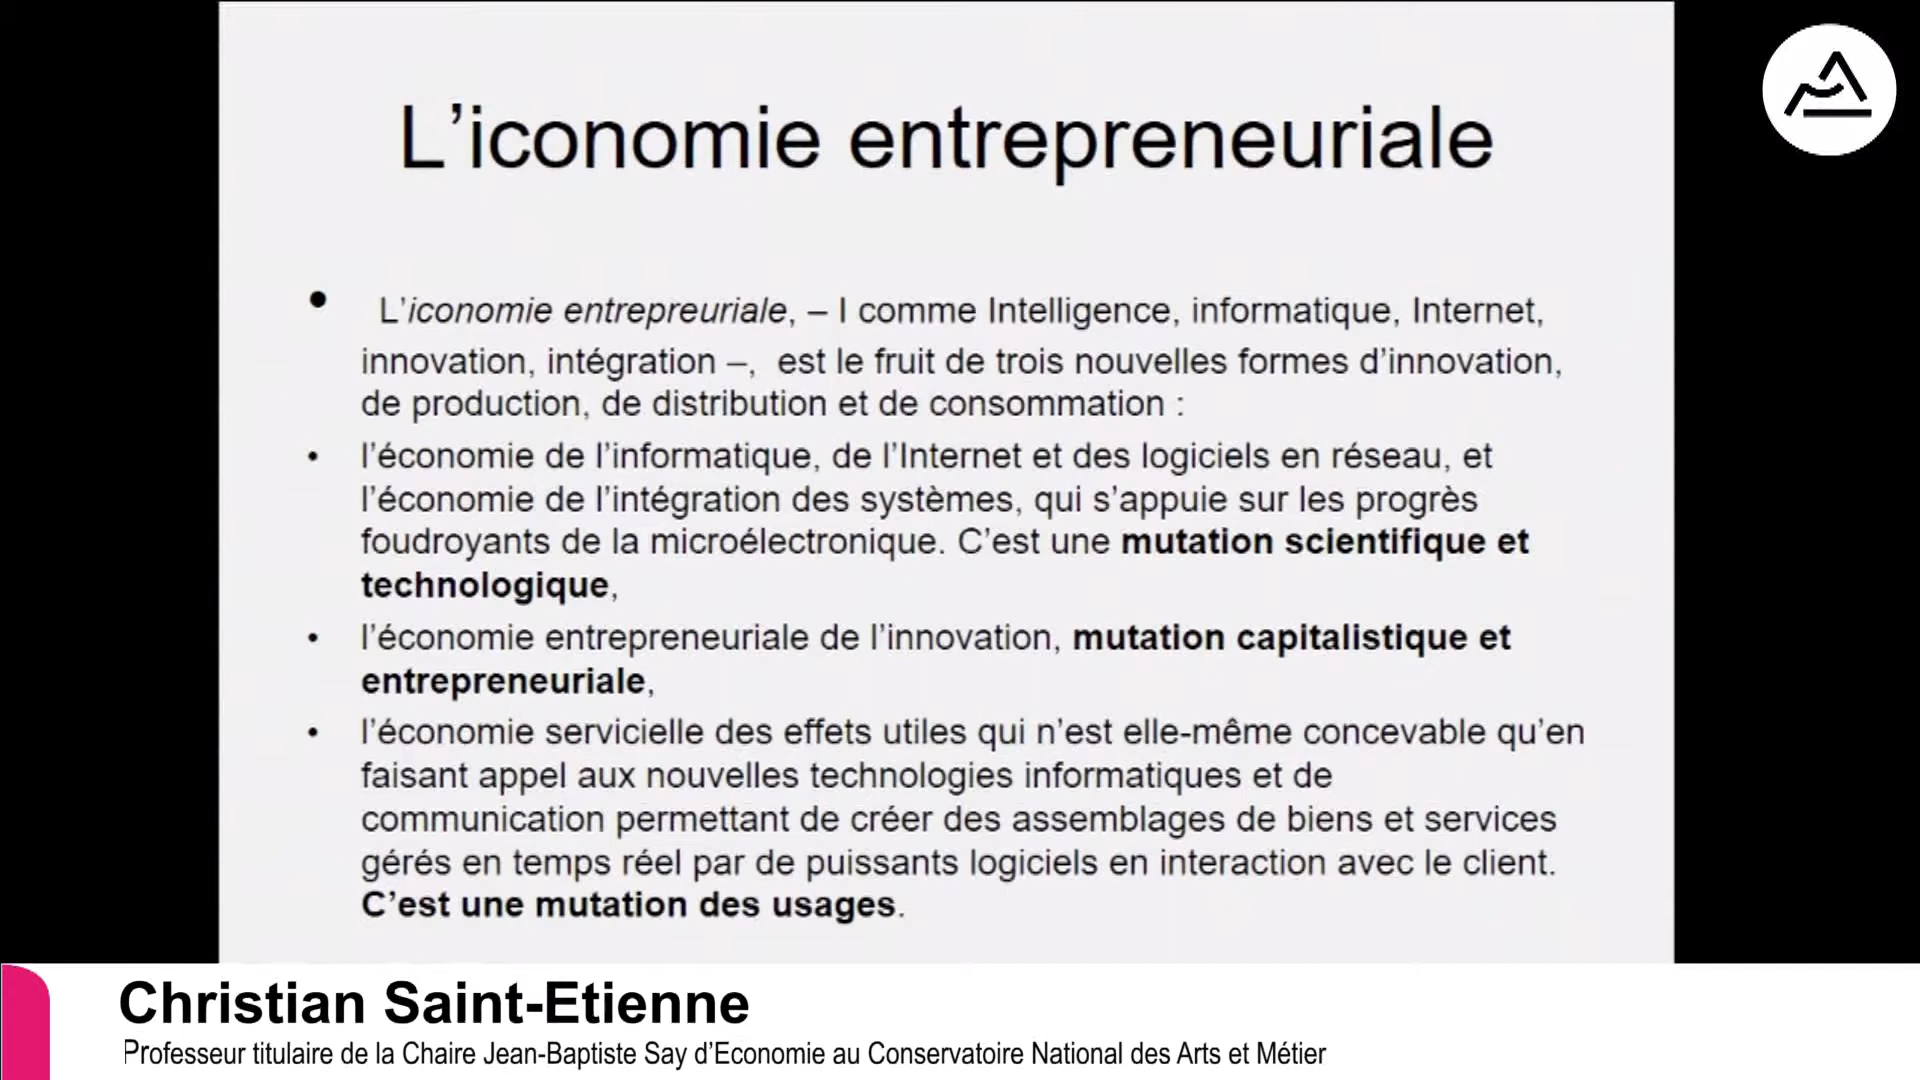 L’iconomie entrepreneuriale
• L’iconomie entrepreuriale, – I comme Intelligence, informatique, Internet,
innovation, intégration –, est le fruit de trois nouvelles formes d’innovation,
de production, de distribution et de consommation :
• l’économie de l’informatique, de l’Internet et des logiciels en réseau, et
l’économie de l’intégration des systèmes, qui s’appuie sur les progrès
foudroyants de la microélectronique. C’est une mutation scientifique et
technologique,
• l’économie entrepreneuriale de l’innovation, mutation capitalistique et
entrepreneuriale,
• l’économie servicielle des effets utiles qui n’est elle-même concevable qu’en
faisant appel aux nouvelles technologies informatiques et de
communication permettant de créer des assemblages de biens et services
gérés en temps réel par de puissants logiciels en interaction avec le client.
C’est une mutation des usages.
Christian Saint-Etienne
Professeur titulaire de la Chaire Jean-Baptiste Say d’Economie au Conservatoire National des Arts et Métier